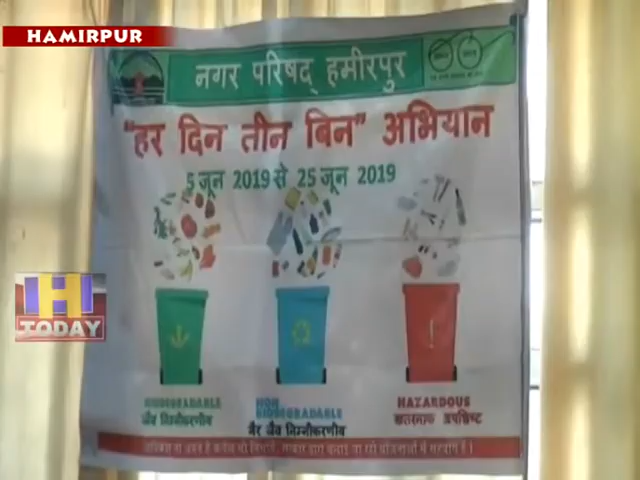 HAMIRPUR
नगर परिषद् हमीरपुर
"हर दिन तीन बिन" अभियान
5 जून 2019 से 25 जून 2019
BIODEGRADABLE
जैव निम्नीकरणीय
NON BIODEGRADABLE
गैर जैव निम्नीकरणीय
HAZARDOUS
खतरनाक अपशिष्ट
HI
TODAY